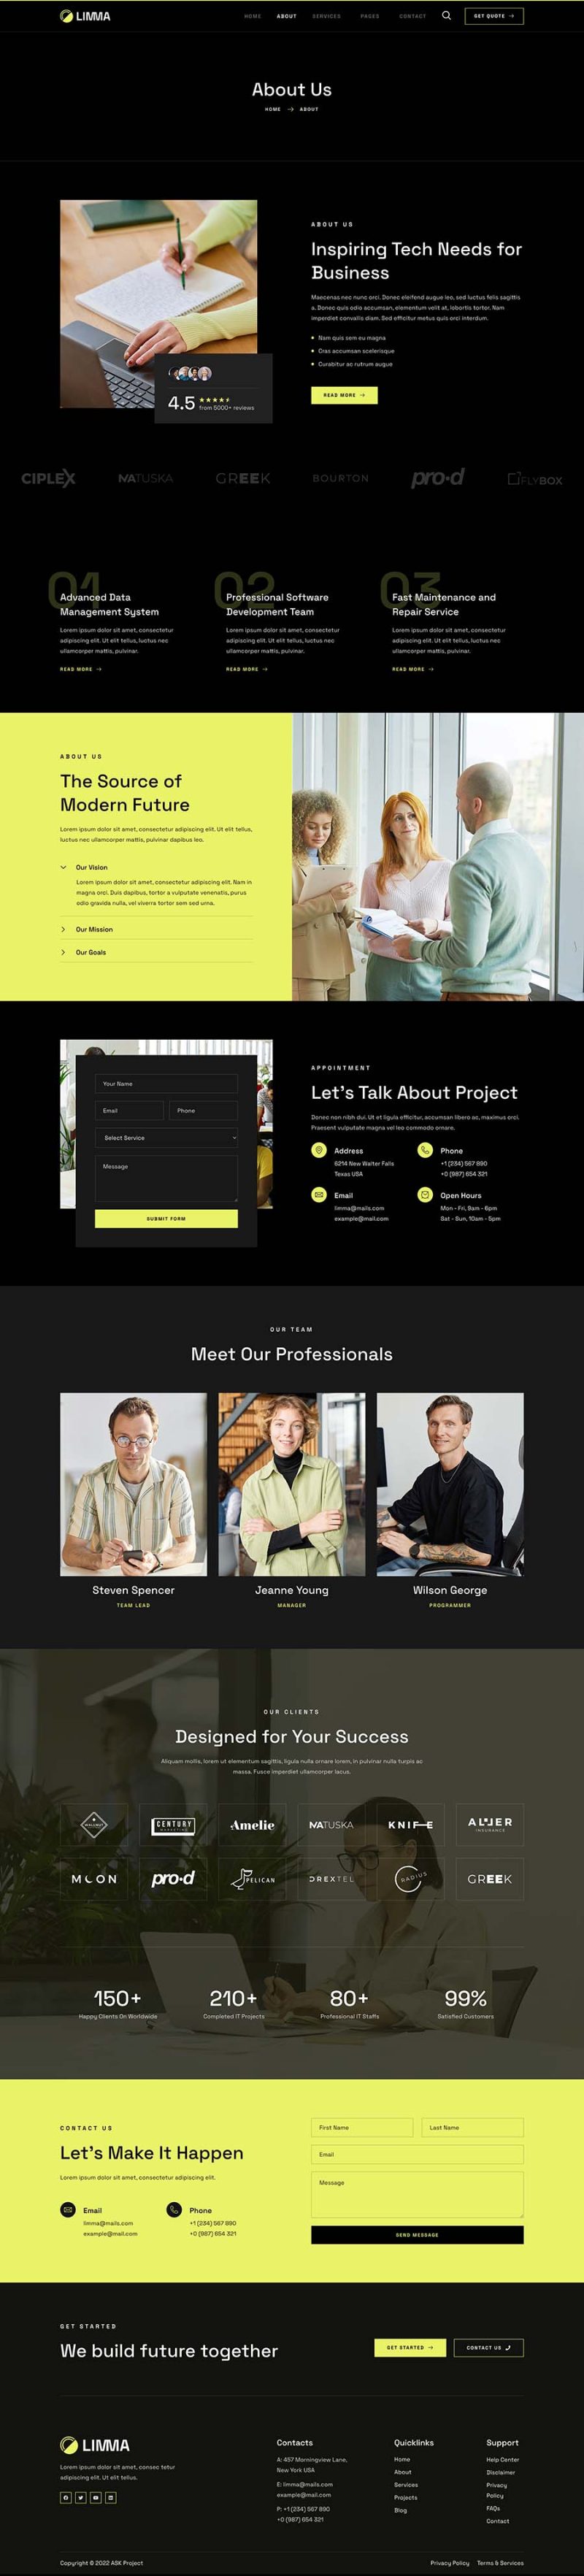 LIMMA
HOME ABOUT SERVICES PAGES CONTACT GET QUOTE
About Us
HOME ABOUT
ABOUT US
Inspiring Tech Needs for
Business
Maecenas nec nunc orci. Donec eleifend augue leo, sed luctus felis sagittis
a. Donec quis odio accumsan, elementum velit at, lobortis tortor. Nam
imperdiet convallis diam. Sed efficitur metus quis orci interdum.
Nam quis sem eu magna
Cras accumsan scelerisque
Curabitur ac rutrum augue
READ MORE
4.5
from 5000+ reviews
CIPLEX NATUSKA GREEK BOURTON pro·d FLYBOX
01
Advanced Data
Management System
Lorem ipsum dolor sit amet, consectetur
adipiscing elit. Ut elit tellus, luctus nec
ullamcorper mattis, pulvinar.
READ MORE
02
Professional Software
Development Team
Lorem ipsum dolor sit amet, consectetur
adipiscing elit. Ut elit tellus, luctus nec
ullamcorper mattis, pulvinar.
READ MORE
03
Fast Maintenance and
Repair Service
Lorem ipsum dolor sit amet, consectetur
adipiscing elit. Ut elit tellus, luctus nec
ullamcorper mattis, pulvinar.
READ MORE
ABOUT US
The Source of
Modern Future
Lorem ipsum dolor sit amet, consectetur adipiscing elit. Ut elit tellus,
luctus nec ullamcorper mattis, pulvinar dapibus leo.
Our Vision
Lorem ipsum dolor sit amet, consectetur adipiscing elit. Nam in
magna orci. Duis dapibus, tortor a vulputate venenatis, purus
odio gravida nulla, vel viverra tortor sem sed urna.
Our Mission
Our Goals
Your Name
Email Phone
Select Service
Message
SUBMIT FORM
APPOINTMENT
Let's Talk About Project
Donec non nibh dui. Ut et ligula efficitur, accumsan libero ac, maximus orci.
Praesent vulputate magna vel leo commodo ornare.
Address
6214 New Walter Falls
Texas USA
Phone
+1 (234) 567 890
+0 (987) 654 321
Email
limma@mails.com
example@mail.com
Open Hours
Mon - Fri, 9am - 6pm
Sat - Sun, 10am - 5pm
OUR TEAM
Meet Our Professionals
Steven Spencer
TEAM LEAD
Jeanne Young
MANAGER
Wilson George
PROGRAMMER
OUR CLIENTS
Designed for Your Success
Aliquam mollis, lorem ut elementum sagittis, ligula nulla ornare lorem, in pulvinar nulla turpis ac
massa. Fusce imperdiet ullamcorper lacus.
CENTURY Amelie NATUSKA KNIFE
INSURANCE
MOON pro·d PELICAN DREXTEL RADIUS GREEK
150+
Happy Clients On Worldwide
210+
Completed IT Projects
80+
Professional IT Staffs
99%
Satisfied Customers
CONTACT US
Let's Make It Happen
Lorem ipsum dolor sit amet, consectetur adipiscing elit.
Email
limma@mails.com
example@mail.com
Phone
+1 (234) 567 890
+0 (987) 654 321
First Name Last Name
Email
Message
SEND MESSAGE
GET STARTED
We build future together
GET STARTED CONTACT US
LIMMA
Lorem ipsum dolor sit amet, consec tetur
adipiscing elit. Ut elit tellus.
Contacts
A: 457 Morningview Lane,
New York USA
E: limma@mails.com
example@mail.com
P: +1 (234) 567 890
+0 (987) 654 321
Quicklinks
Home
About
Services
Projects
Blog
Support
Help Center
Disclaimer
Privacy
Policy
FAQs
Contact
Copyright © 2022 ASK Project
Privacy Policy Terms & Services